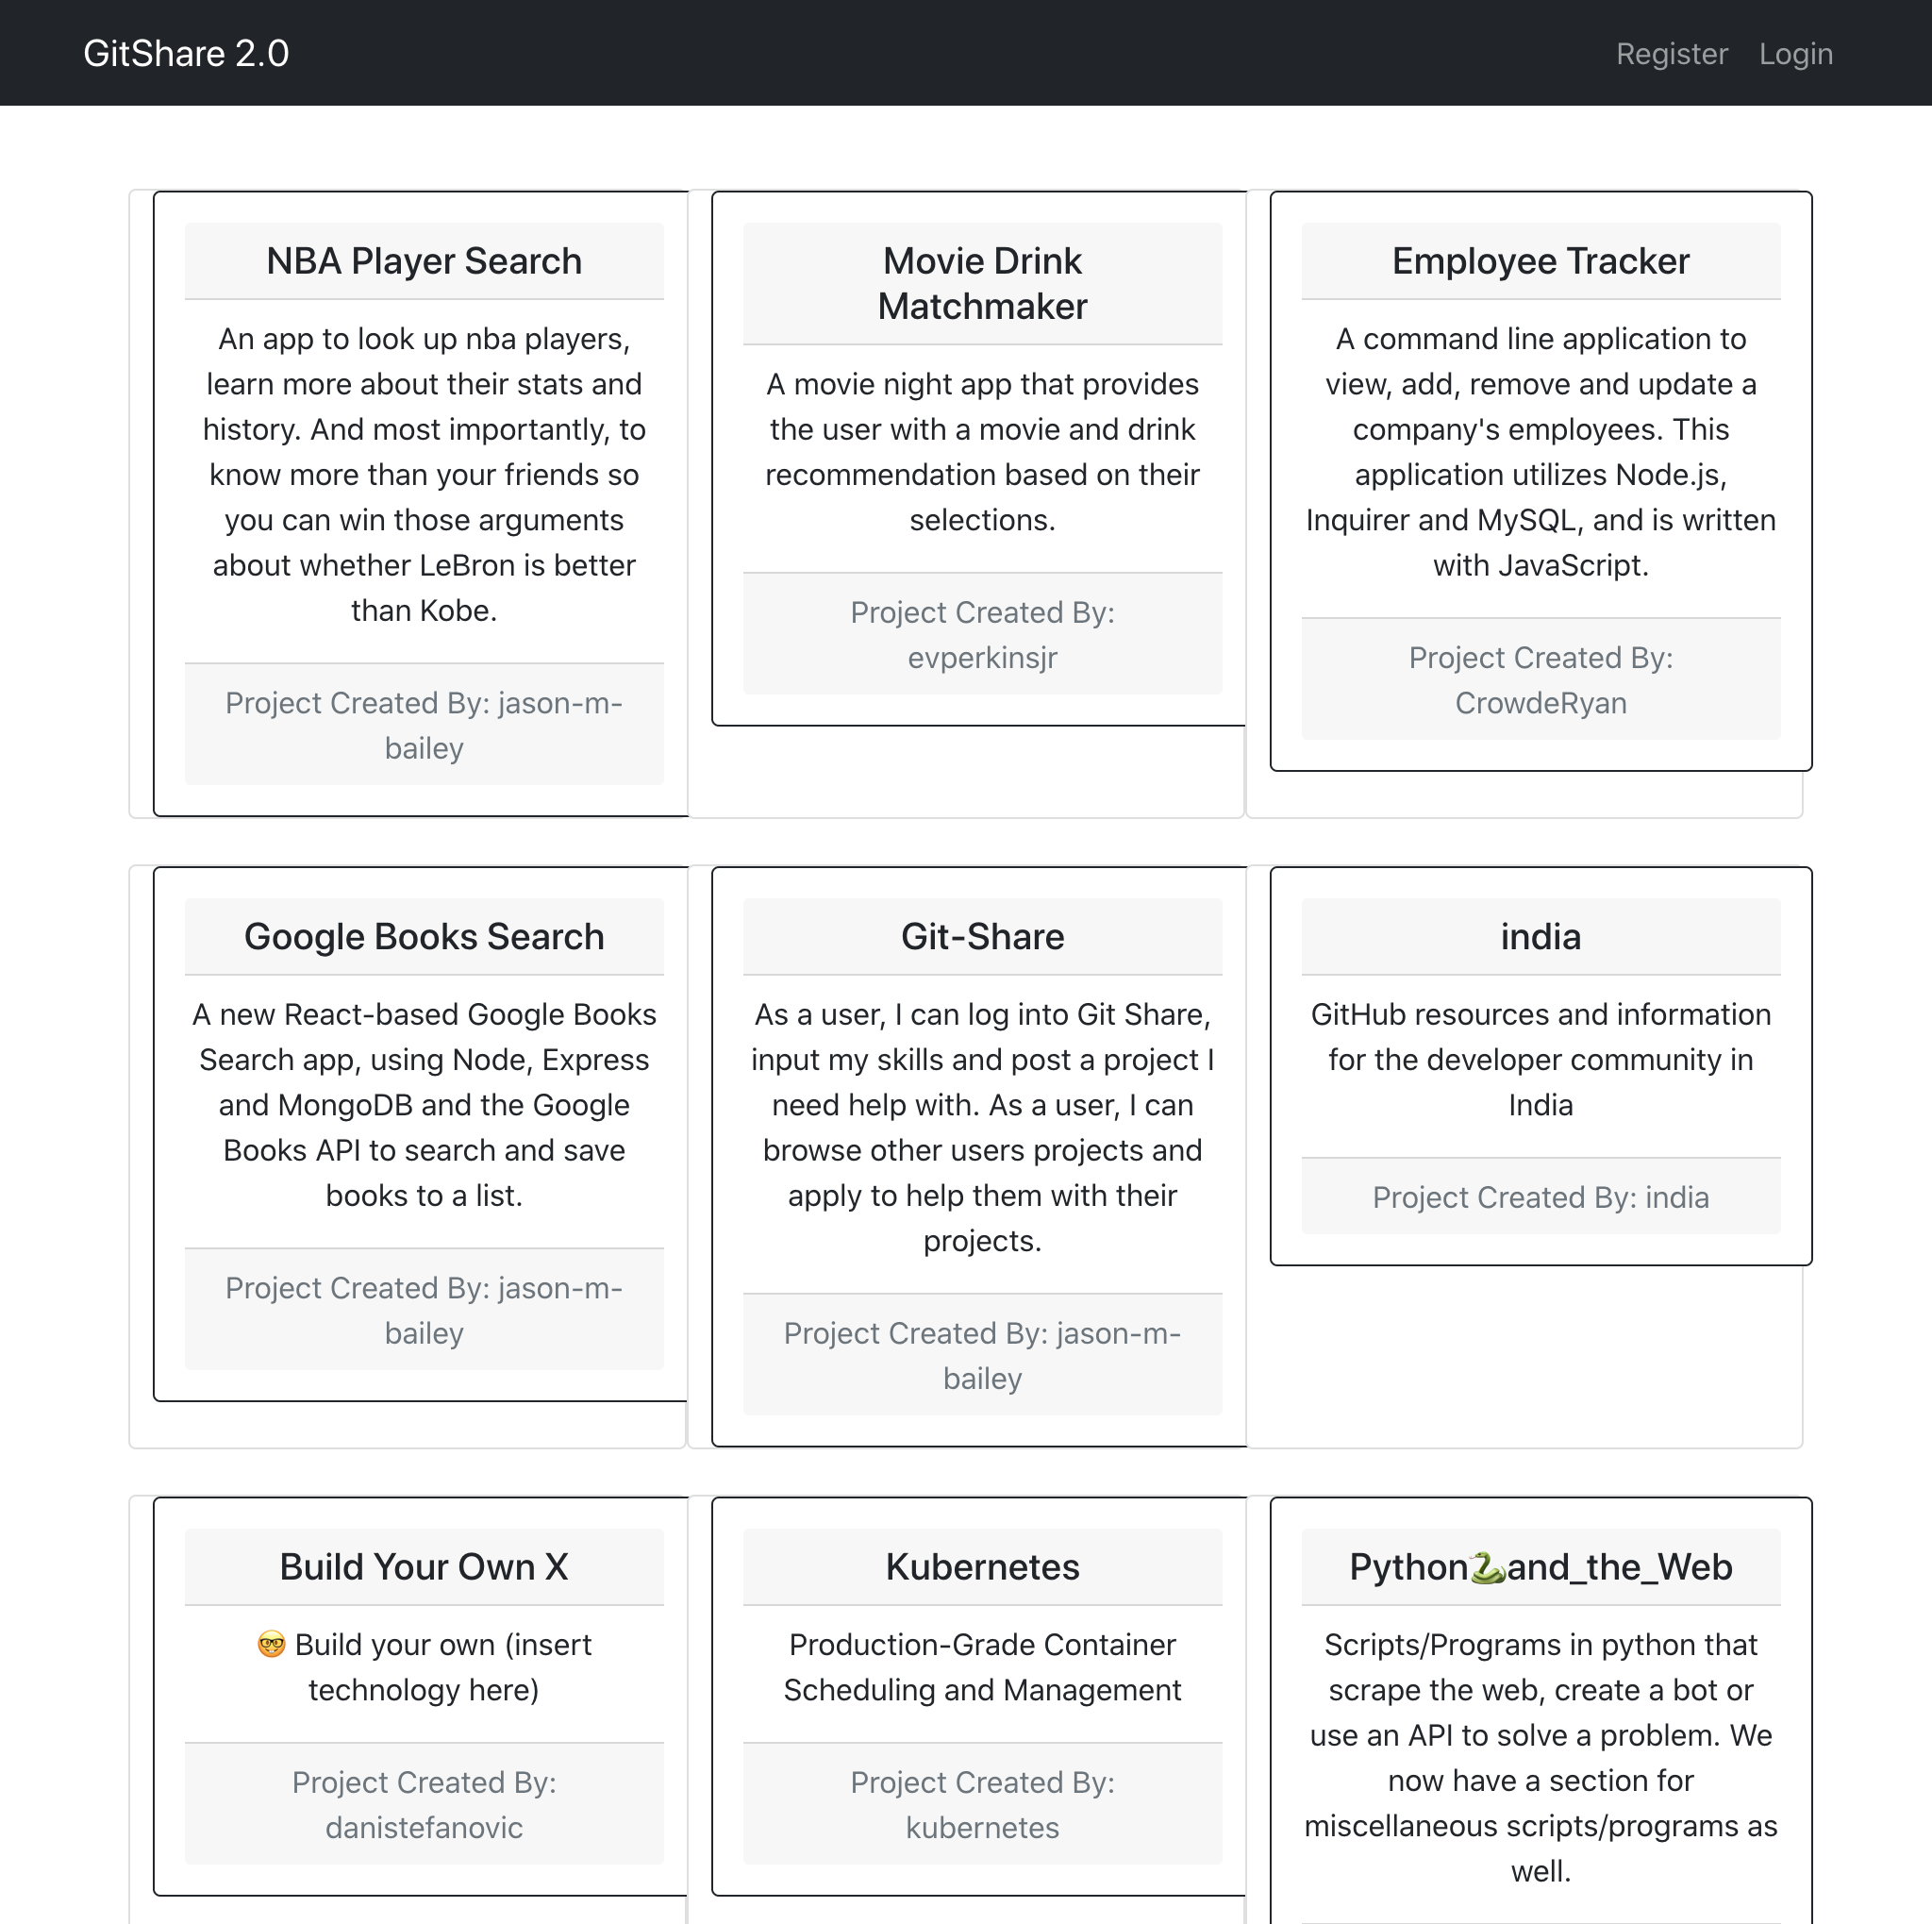 GitShare 2.0
Register Login
NBA Player Search
An app to look up nba players,
learn more about their stats and
history. And most importantly, to
know more than your friends so
you can win those arguments
about whether LeBron is better
than Kobe.
Project Created By: jason-m-
bailey
Movie Drink
Matchmaker
A movie night app that provides
the user with a movie and drink
recommendation based on their
selections.
Project Created By:
evperkinsjr
Employee Tracker
A command line application to
view, add, remove and update a
company's employees. This
application utilizes Node.js,
Inquirer and MySQL, and is written
with JavaScript.
Project Created By:
CrowdeRyan
Google Books Search
A new React-based Google Books
Search app, using Node, Express
and MongoDB and the Google
Books API to search and save
books to a list.
Project Created By: jason-m-
bailey
Git-Share
As a user, I can log into Git Share,
input my skills and post a project I
need help with. As a user, I can
browse other users projects and
apply to help them with their
projects.
Project Created By: jason-m-
bailey
india
GitHub resources and information
for the developer community in
India
Project Created By: india
Build Your Own X
🤓 Build your own (insert
technology here)
Project Created By:
danistefanovic
Kubernetes
Production-Grade Container
Scheduling and Management
Project Created By:
kubernetes
Python🐍and_the_Web
Scripts/Programs in python that
scrape the web, create a bot or
use an API to solve a problem. We
now have a section for
miscellaneous scripts/programs as
well.